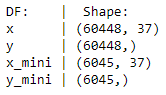 DF:     |  Shape:
x       | (60448, 37)
y       | (60448,)
x_mini  | (6045, 37)
y_mini  | (6045,)